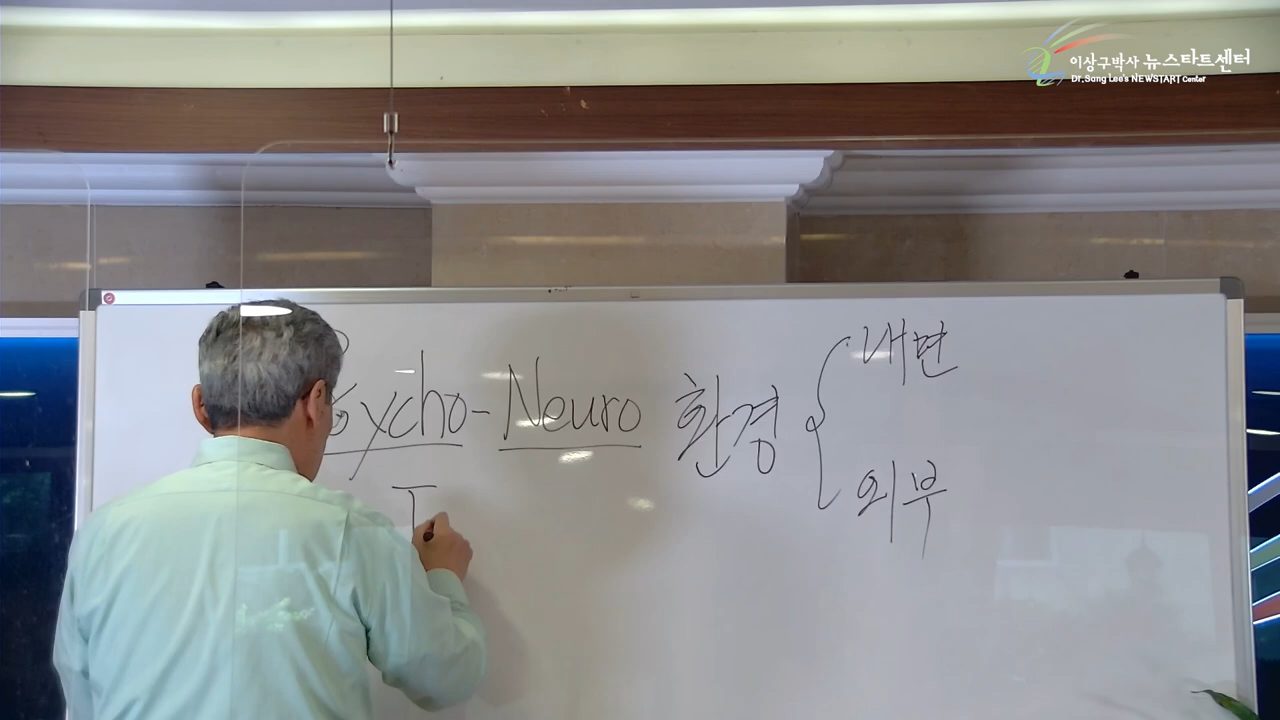 이상구박사 뉴스타트센터
Dr. Sang Lee's NEWSTART Center
Psycho-Neuro 환경
내면
외부
I